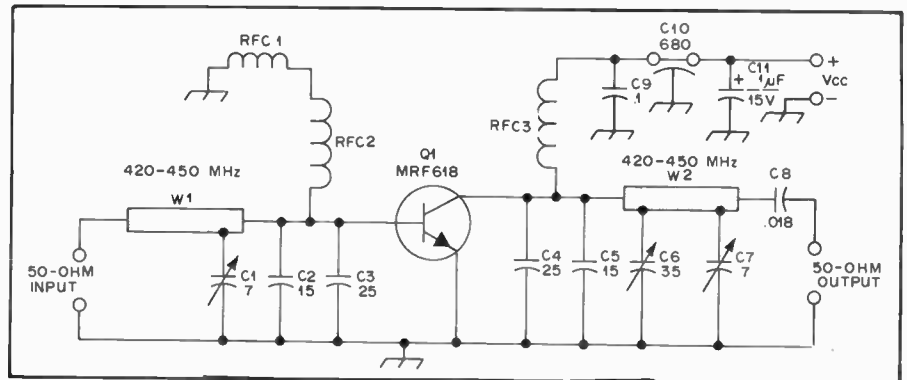 RFC 1
RFC2
420-450 MHz
W1
50-OHM
INPUT
C1
7
C2
15
C3
25
Q1
MRF618
RFC3
C10
680
C9
.1
+ C11
1µF
15V
+
Vcc
-
420-450 MHz
W2
C8
.018
C4
25
C5
15
C6
35
C7
7
50-OHM
OUTPUT